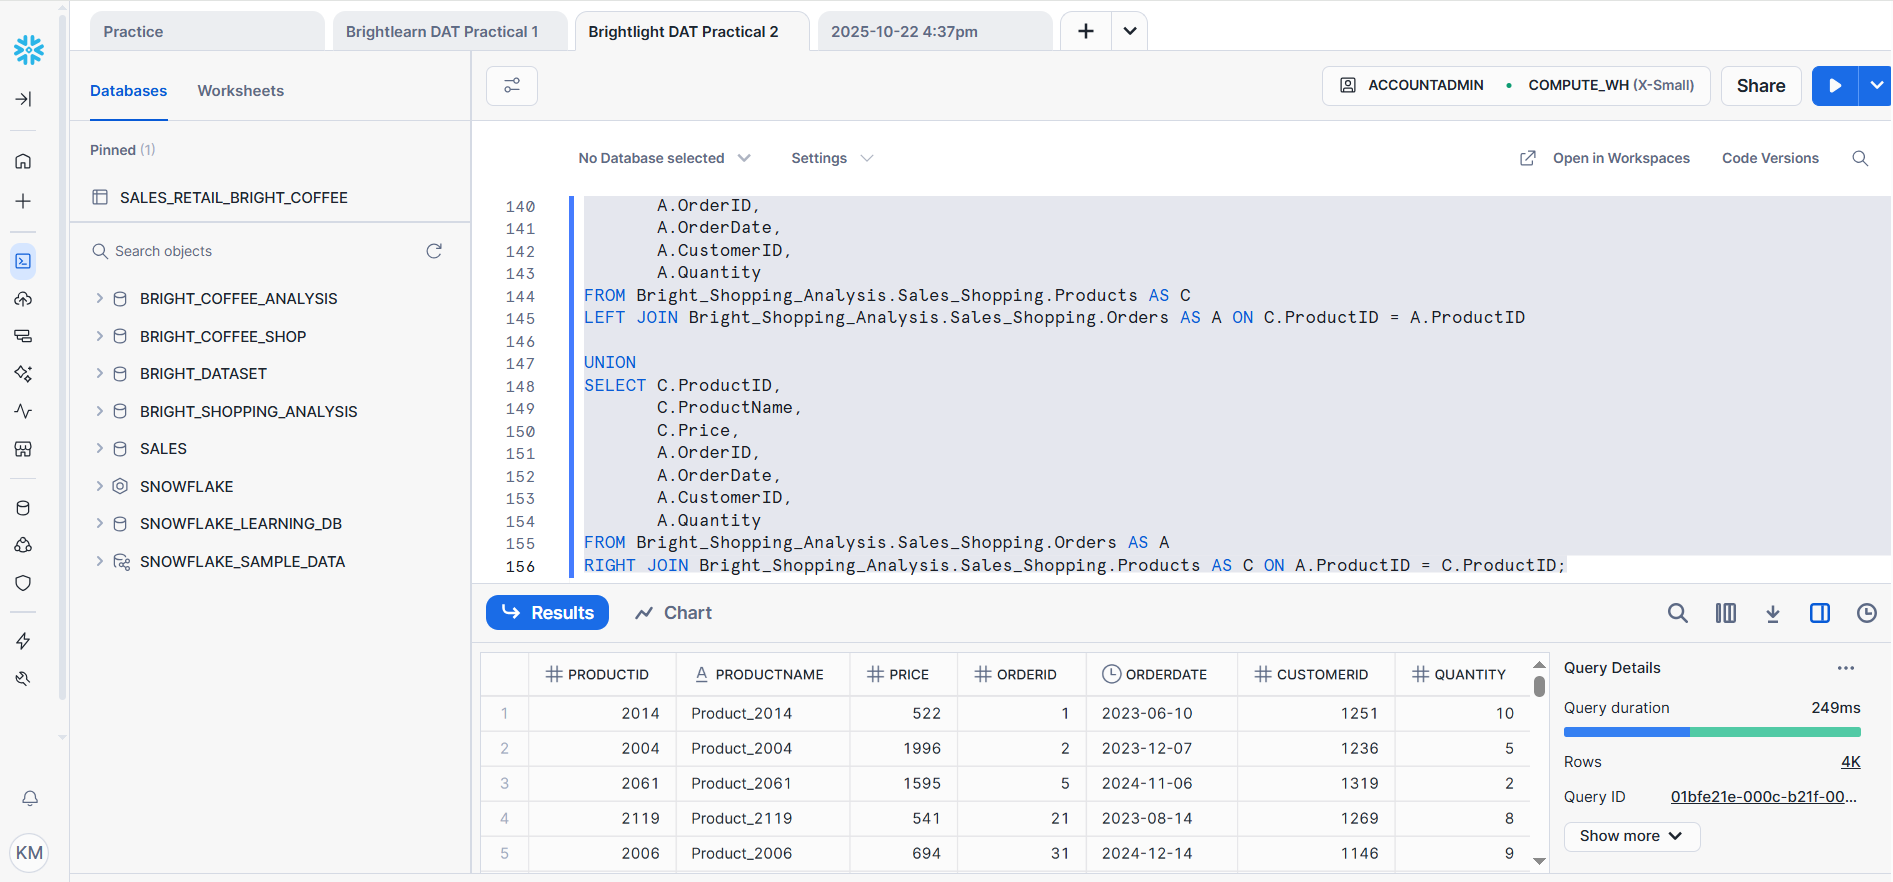 Practice
Brightlearn DAT Practical 1
Brightlight DAT Practical 2
2025-10-22 4:37pm
Databases
Worksheets
ACCOUNTADMIN • COMPUTE_WH (X-Small)
Share
Pinned (1)
SALES_RETAIL_BRIGHT_COFFEE
Search objects
BRIGHT_COFFEE_ANALYSIS
BRIGHT_COFFEE_SHOP
BRIGHT_DATASET
BRIGHT_SHOPPING_ANALYSIS
SALES
SNOWFLAKE
SNOWFLAKE_LEARNING_DB
SNOWFLAKE_SAMPLE_DATA
KM
No Database selected
Settings
Open in Workspaces
Code Versions
140 A.OrderID,
141 A.OrderDate,
142 A.CustomerID,
143 A.Quantity
144 FROM Bright_Shopping_Analysis.Sales_Shopping.Products AS C
145 LEFT JOIN Bright_Shopping_Analysis.Sales_Shopping.Orders AS A ON C.ProductID = A.ProductID
146
147 UNION
148 SELECT C.ProductID,
149 C.ProductName,
150 C.Price,
151 A.OrderID,
152 A.OrderDate,
153 A.CustomerID,
154 A.Quantity
155 FROM Bright_Shopping_Analysis.Sales_Shopping.Orders AS A
156 RIGHT JOIN Bright_Shopping_Analysis.Sales_Shopping.Products AS C ON A.ProductID = C.ProductID;
Results
Chart
PRODUCTID PRODUCTNAME PRICE ORDERID ORDERDATE CUSTOMERID QUANTITY
1 2014 Product_2014 522 1 2023-06-10 1251 10
2 2004 Product_2004 1996 2 2023-12-07 1236 5
3 2061 Product_2061 1595 5 2024-11-06 1319 2
4 2119 Product_2119 541 21 2023-08-14 1269 8
5 2006 Product_2006 694 31 2024-12-14 1146 9
Query Details
Query duration 249ms
Rows 4K
Query ID 01bfe21e-000c-b21f-00...
Show more